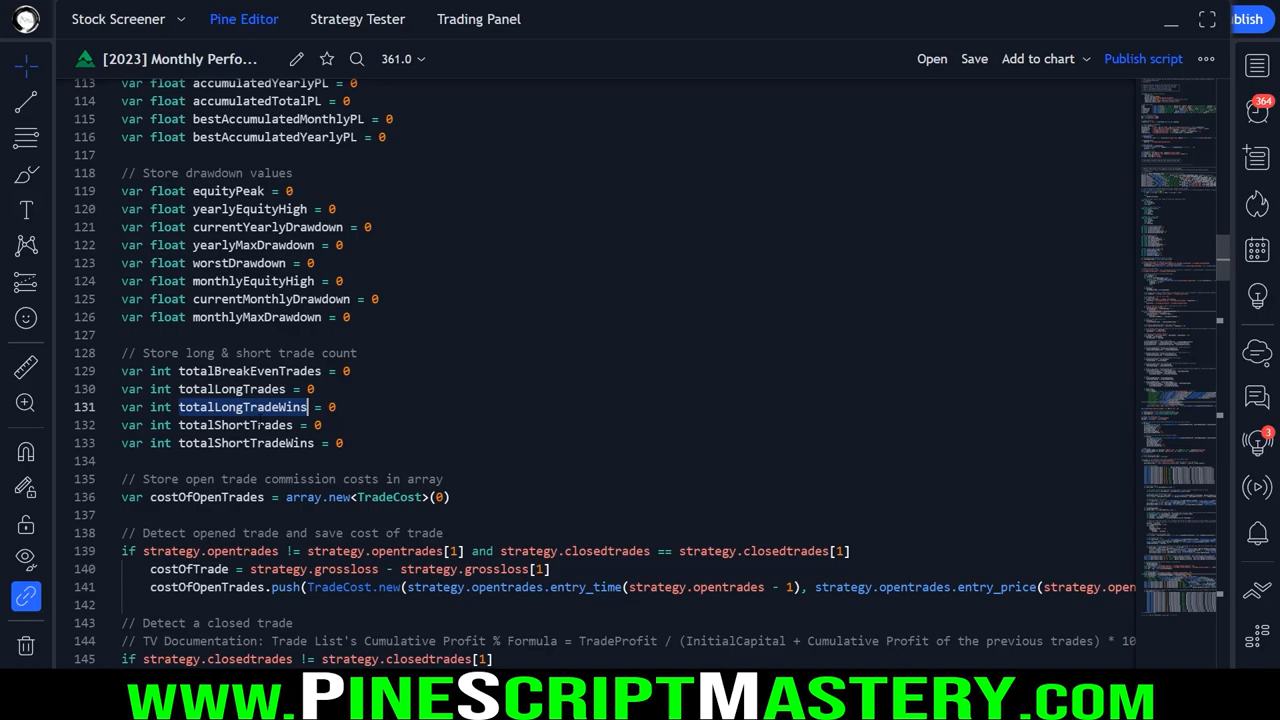 Stock Screener Pine Editor Strategy Tester Trading Panel blish
[2023] Monthly Perfo... 361.0 Open Save Add to chart Publish script
113 var float accumulatedYearlyPL = 0
114 var float accumulatedTotalPL = 0
115 var float bestAccumulatedMonthlyPL = 0
116 var float bestAccumulatedYearlyPL = 0
117
118 // Store drawdown values
119 var float equityPeak = 0
120 var float yearlyEquityHigh = 0
121 var float currentYearlyDrawdown = 0
122 var float yearlyMaxDrawdown = 0
123 var float worstDrawdown = 0
124 var float monthlyEquityHigh = 0
125 var float currentMonthlyDrawdown = 0
126 var float monthlyMaxDrawdown = 0
127
128 // Store long & short trade count
129 var int totalBreakEvenTrades = 0
130 var int totalLongTrades = 0
131 var int totalLongTradeWins = 0
132 var int totalShortTrades = 0
133 var int totalShortTradeWins = 0
134
135 // Store open trade commission costs in array
136 var costOfOpenTrades = array.new<TradeCost>(0)
137
138 // Detect opened trade and save cost of trade
139 if strategy.opentrades != strategy.opentrades[1] and strategy.closedtrades == strategy.closedtrades[1]
140 costOfTrade = strategy.grossloss - strategy.grossloss[1]
141 costOfOpenTrades.push(TradeCost.new(strategy.opentrades.entry_time(strategy.opentrades - 1), strategy.opentrades.entry_price(strategy.open
142
143 // Detect a closed trade
144 // TV Documentation: Trade List's Cumulative Profit % Formula = TradeProfit / (InitialCapital + Cumulative Profit of the previous trades) * 10
145 if strategy.closedtrades != strategy.closedtrades[1]
364
3
www.PineScriptMastery.com